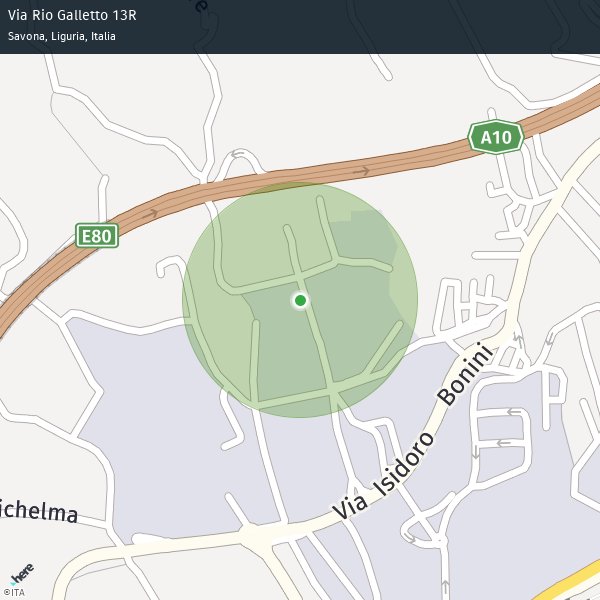 Via Rio Galletto 13R
Savona, Liguria, Italia
A10
E80
Via Isidoro Bonini
ichelma
here
©ITA